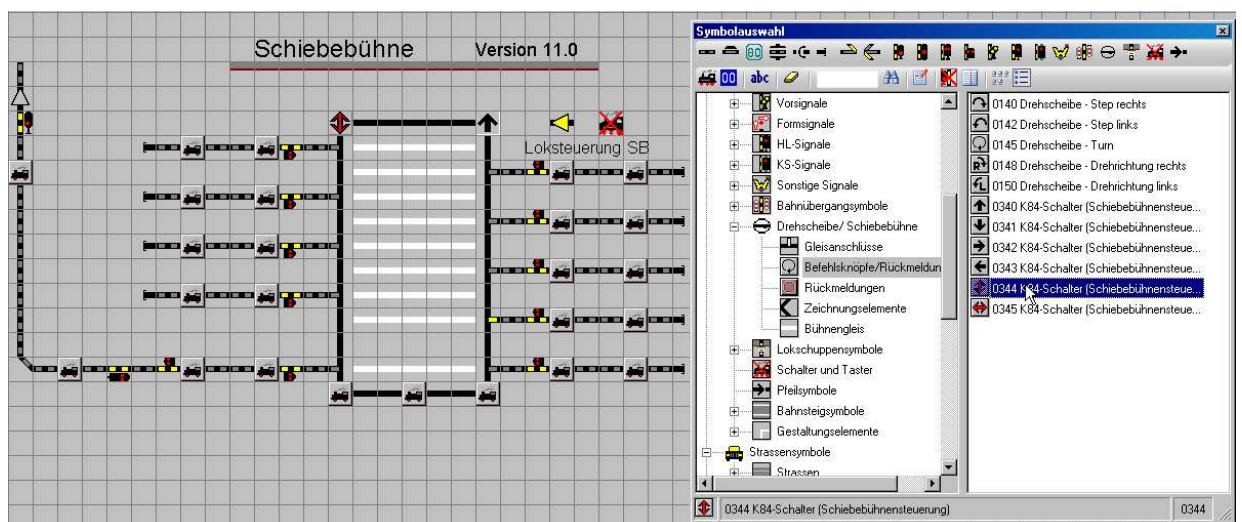 Schiebebühne Version 11.0
Loksteuerung SB
Symbolauswahl
abc
Vorsignale
Formsignale
HL-Signale
KS-Signale
Sonstige Signale
Bahnübergangsymbole
Drehscheibe/ Schiebebühne
Gleisanschlüsse
Befehlsknöpfe/Rückmeldun
Rückmeldungen
Zeichnungselemente
Bühnengleis
Lokschuppensymbole
Schalter und Taster
Pfeilsymbole
Bahnsteigsymbole
Gestaltungselemente
Strassensymbole
Strassen
0140 Drehscheibe - Step rechts
0142 Drehscheibe - Step links
0145 Drehscheibe - Turn
0148 Drehscheibe - Drehrichtung rechts
0150 Drehscheibe - Drehrichtung links
0340 K84-Schalter (Schiebebühnensteue...
0341 K84-Schalter (Schiebebühnensteue...
0342 K84-Schalter (Schiebebühnensteue...
0343 K84-Schalter (Schiebebühnensteue...
0344 K84-Schalter (Schiebebühnensteue...
0345 K84-Schalter (Schiebebühnensteue...
0344 K84-Schalter (Schiebebühnensteuerung) 0344